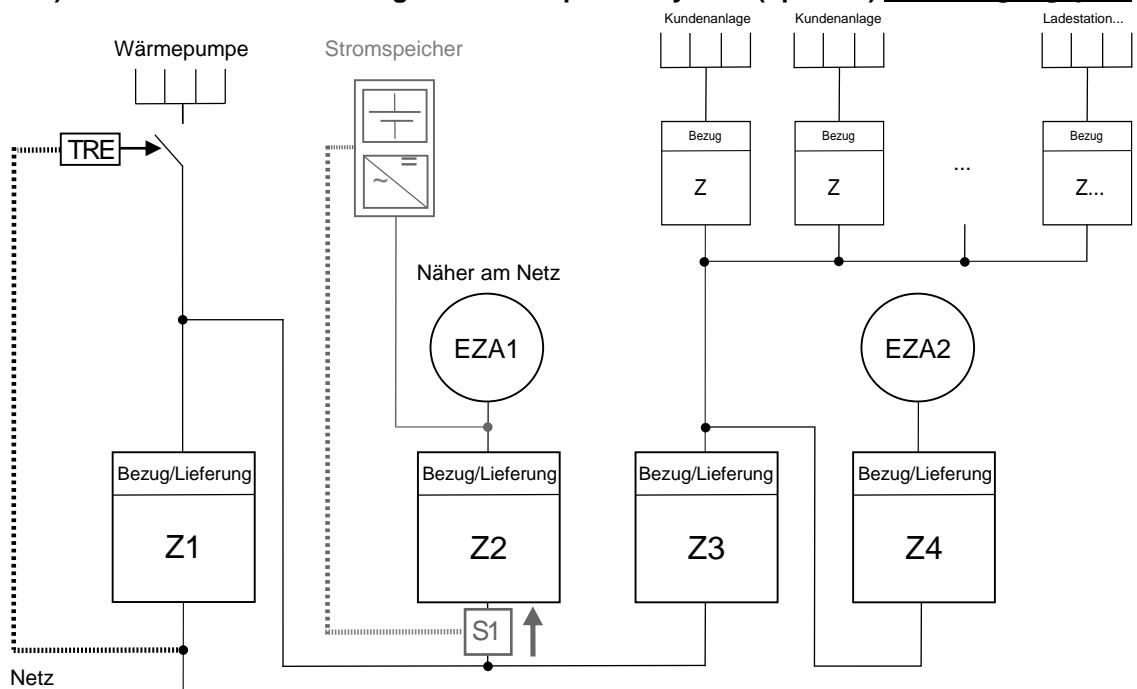 Kundenanlage Kundenanlage Ladestation...
Wärmepumpe Stromspeicher
TRE
Bezug Bezug Bezug
Z Z ... Z...
Näher am Netz
EZA1 EZA2
Bezug/Lieferung Bezug/Lieferung Bezug/Lieferung Bezug/Lieferung
Z1 Z2 Z3 Z4
S1
Netz